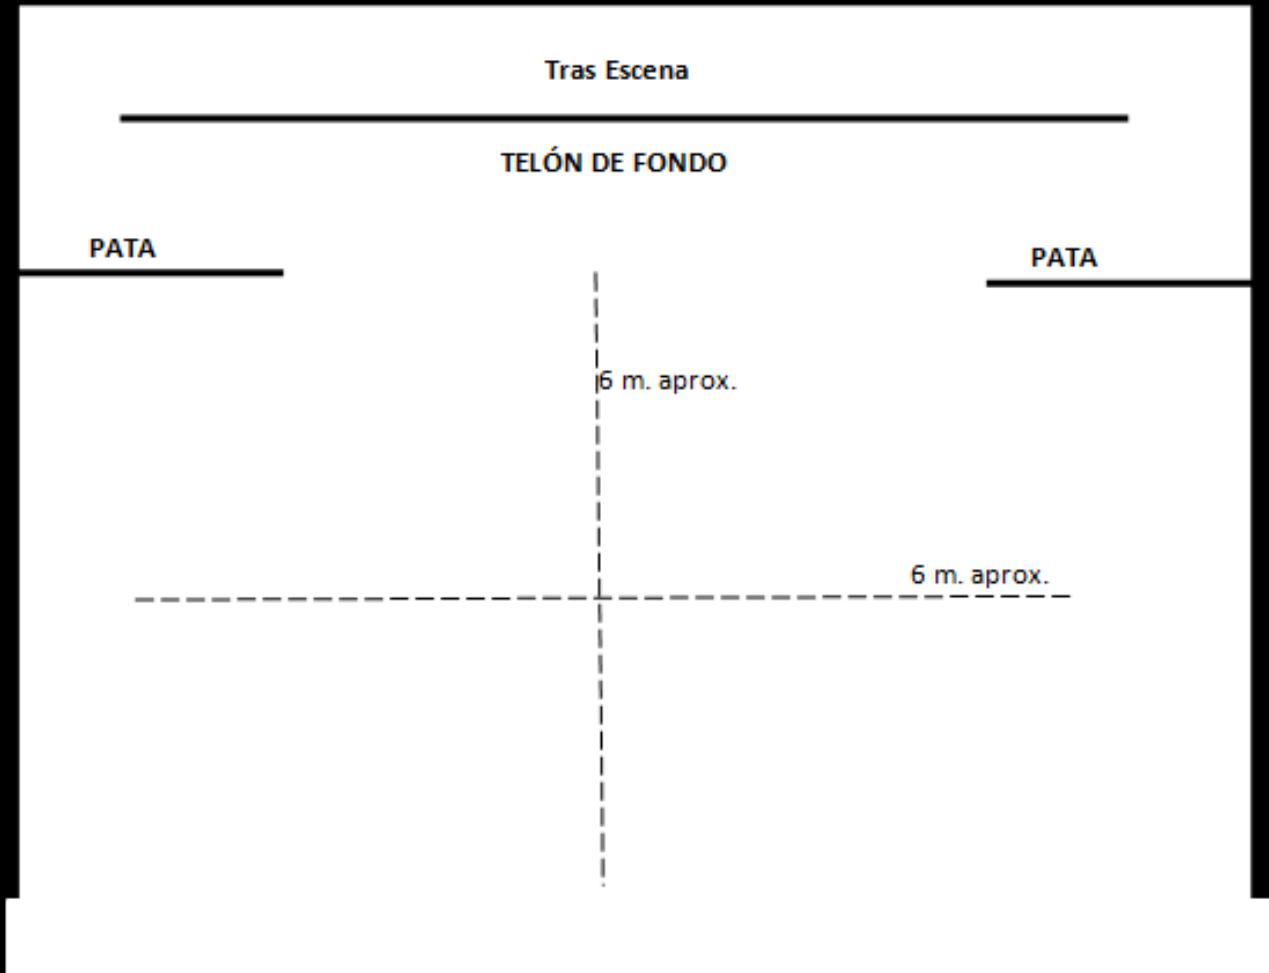 Tras Escena
TELÓN DE FONDO
PATA
PATA
6 m. aprox.
6 m. aprox.